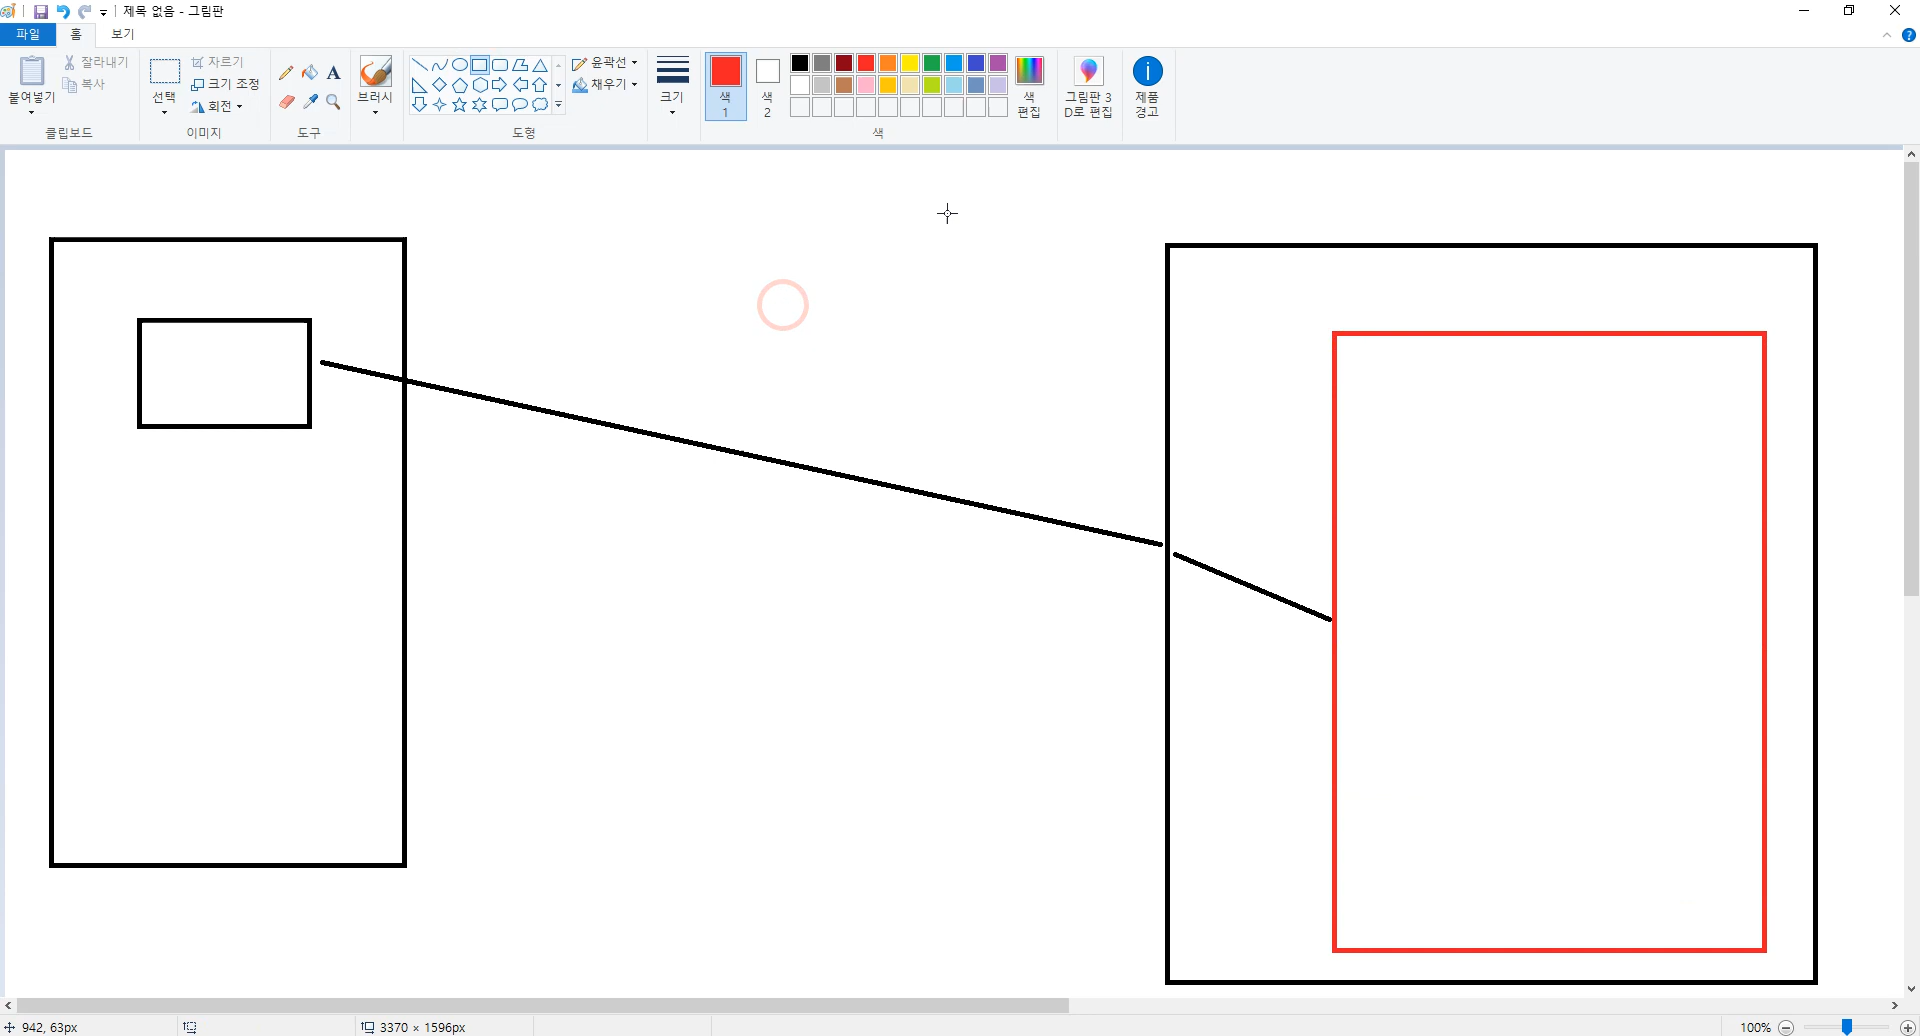 제목 없음 - 그림판
파일 홈 보기
붙여넣기
잘라내기
복사
클립보드
선택
자르기
크기 조정
회전
이미지
A
도구
브러시
도형
윤곽선
채우기
크기
색
1
색
2
색
색
편집
그림판 3
D로 편집
제품
경고
942, 63px
3370 × 1596px
100%